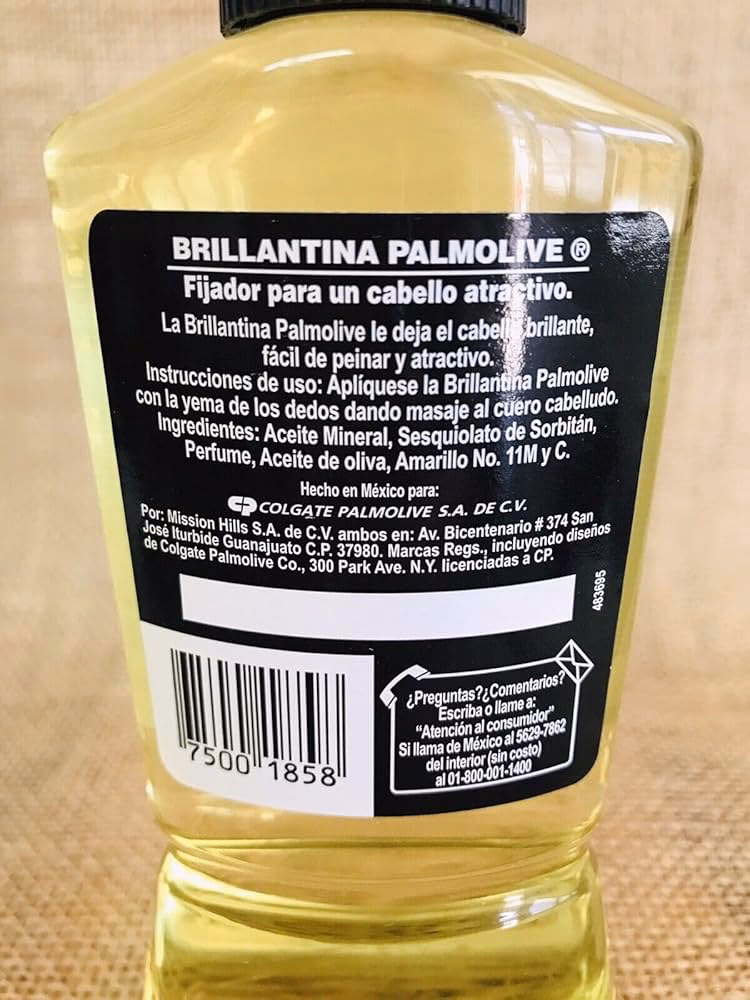 BRILLANTINA PALMOLIVE ®
Fijador para un cabello atractivo.
La Brillantina Palmolive le deja el cabello brillante,
fácil de peinar y atractivo.
Instrucciones de uso: Aplíquese la Brillantina Palmolive
con la yema de los dedos dando masaje al cuero cabelludo.
Ingredientes: Aceite Mineral, Sesquiolato de Sorbitán,
Perfume, Aceite de oliva, Amarillo No. 11M y C.
Hecho en México para:
CP COLGATE PALMOLIVE S.A. DE C.V.
Por: Mission Hills S.A. de C.V. ambos en: Av. Bicentenario # 374 San
José Iturbide Guanajuato C.P. 37980. Marcas Regs., incluyendo diseños
de Colgate Palmolive Co., 300 Park Ave. N.Y. licenciadas a CP.
483695
7500 1858
¿Preguntas?¿Comentarios?
Escriba o llame a:
"Atención al consumidor"
Si llama de México al 5629-7862
del interior (sin costo)
al 01-800-001-1400